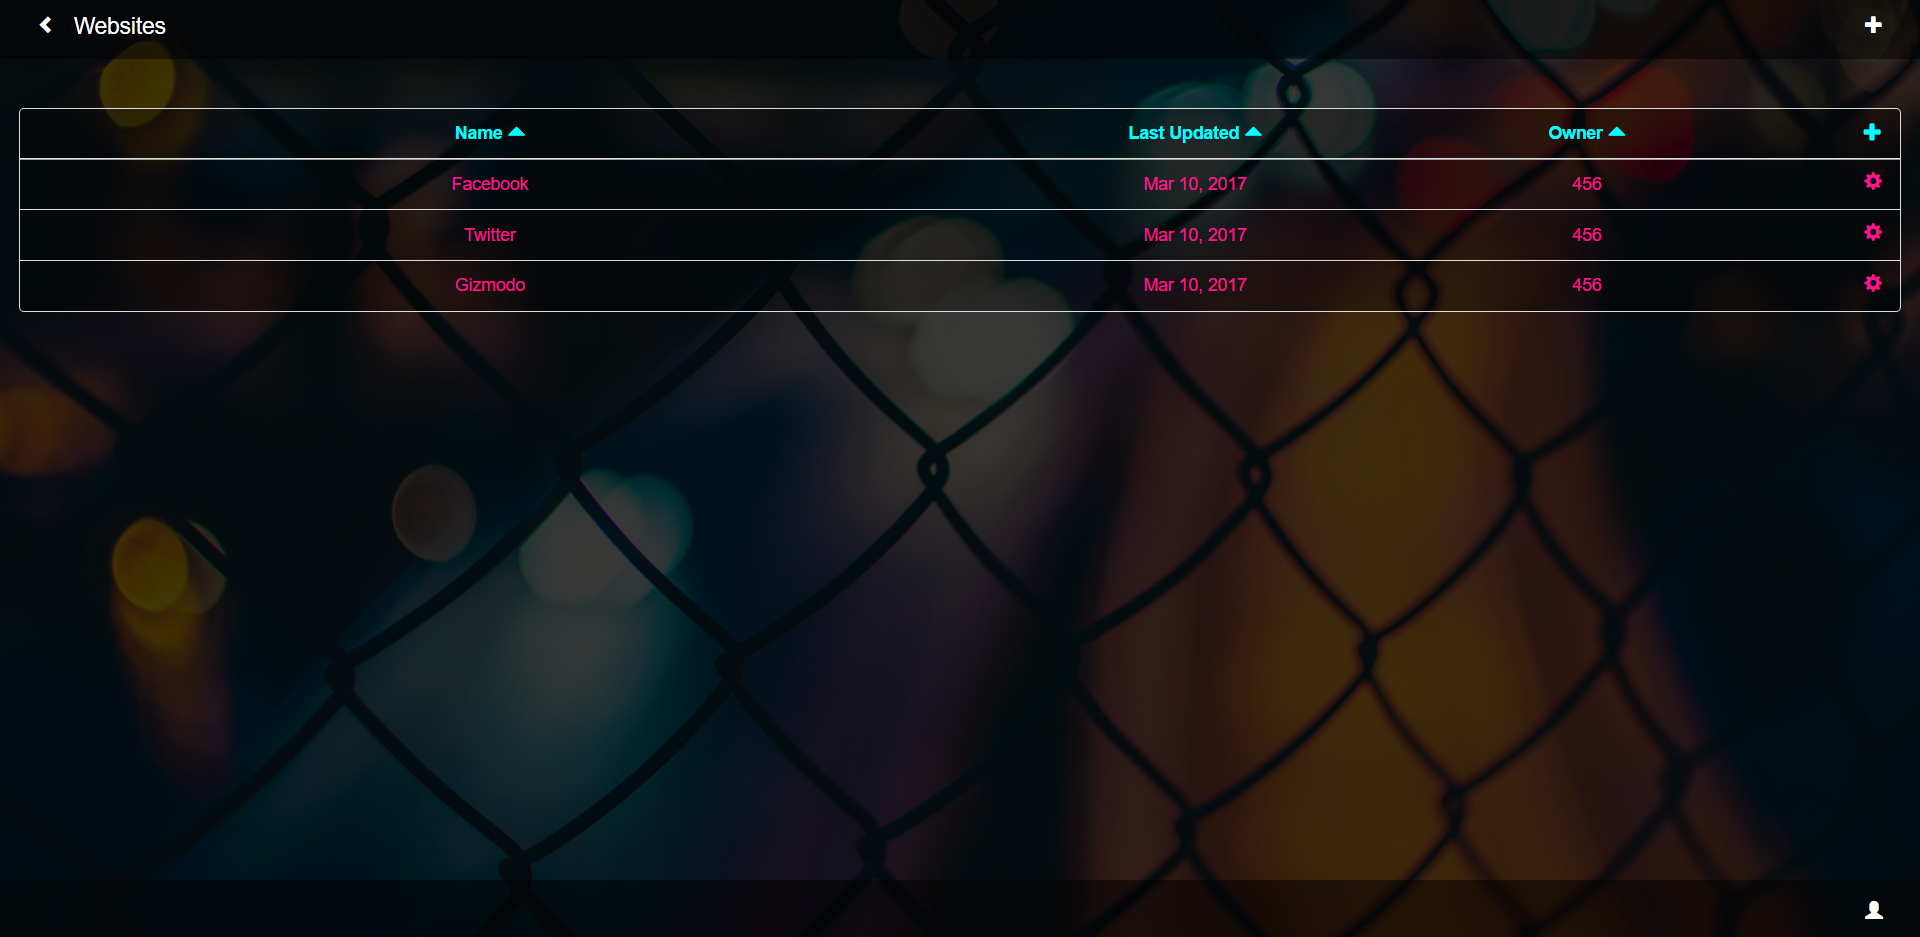 Websites
Name Last Updated Owner
Facebook Mar 10, 2017 456
Twitter Mar 10, 2017 456
Gizmodo Mar 10, 2017 456